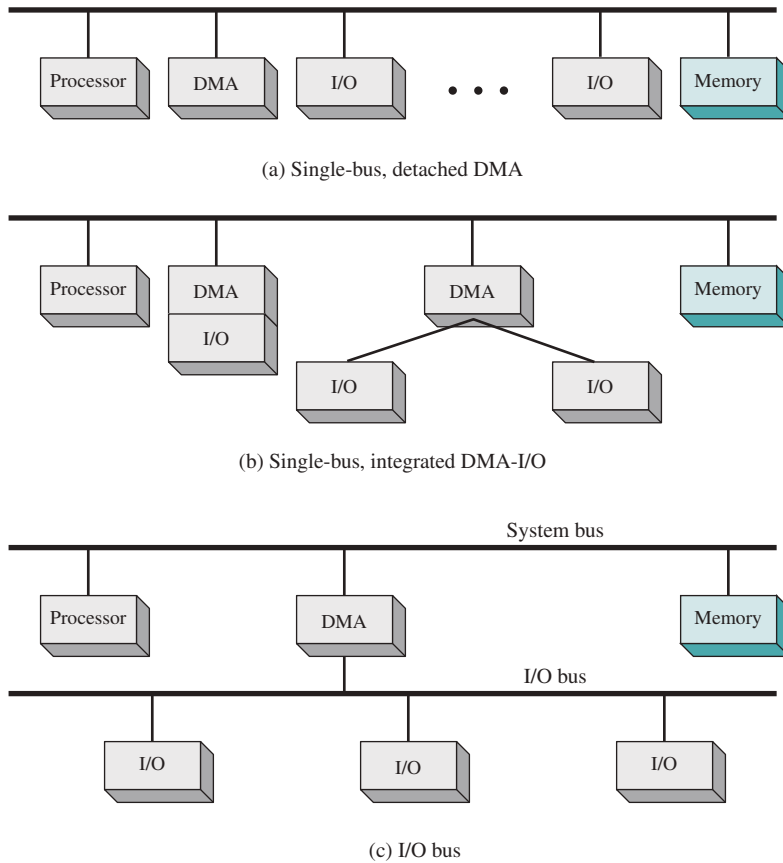 Processor
DMA
I/O
I/O
Memory
(a) Single-bus, detached DMA
Processor
DMA
DMA
Memory
I/O
I/O
I/O
(b) Single-bus, integrated DMA-I/O
System bus
Processor
DMA
Memory
I/O bus
I/O
I/O
I/O
(c) I/O bus